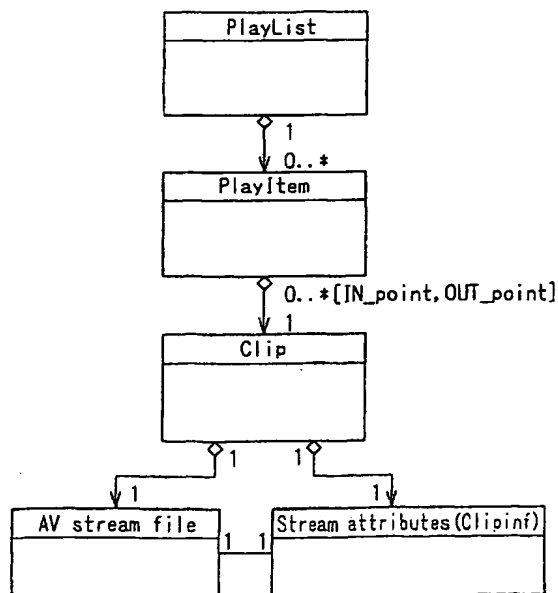 PlayList
1
0..*
PlayItem
0..*[IN_point, OUT_point]
1
Clip
1 1
1 1
AV stream file
1 1
Stream attributes(Clipinf)